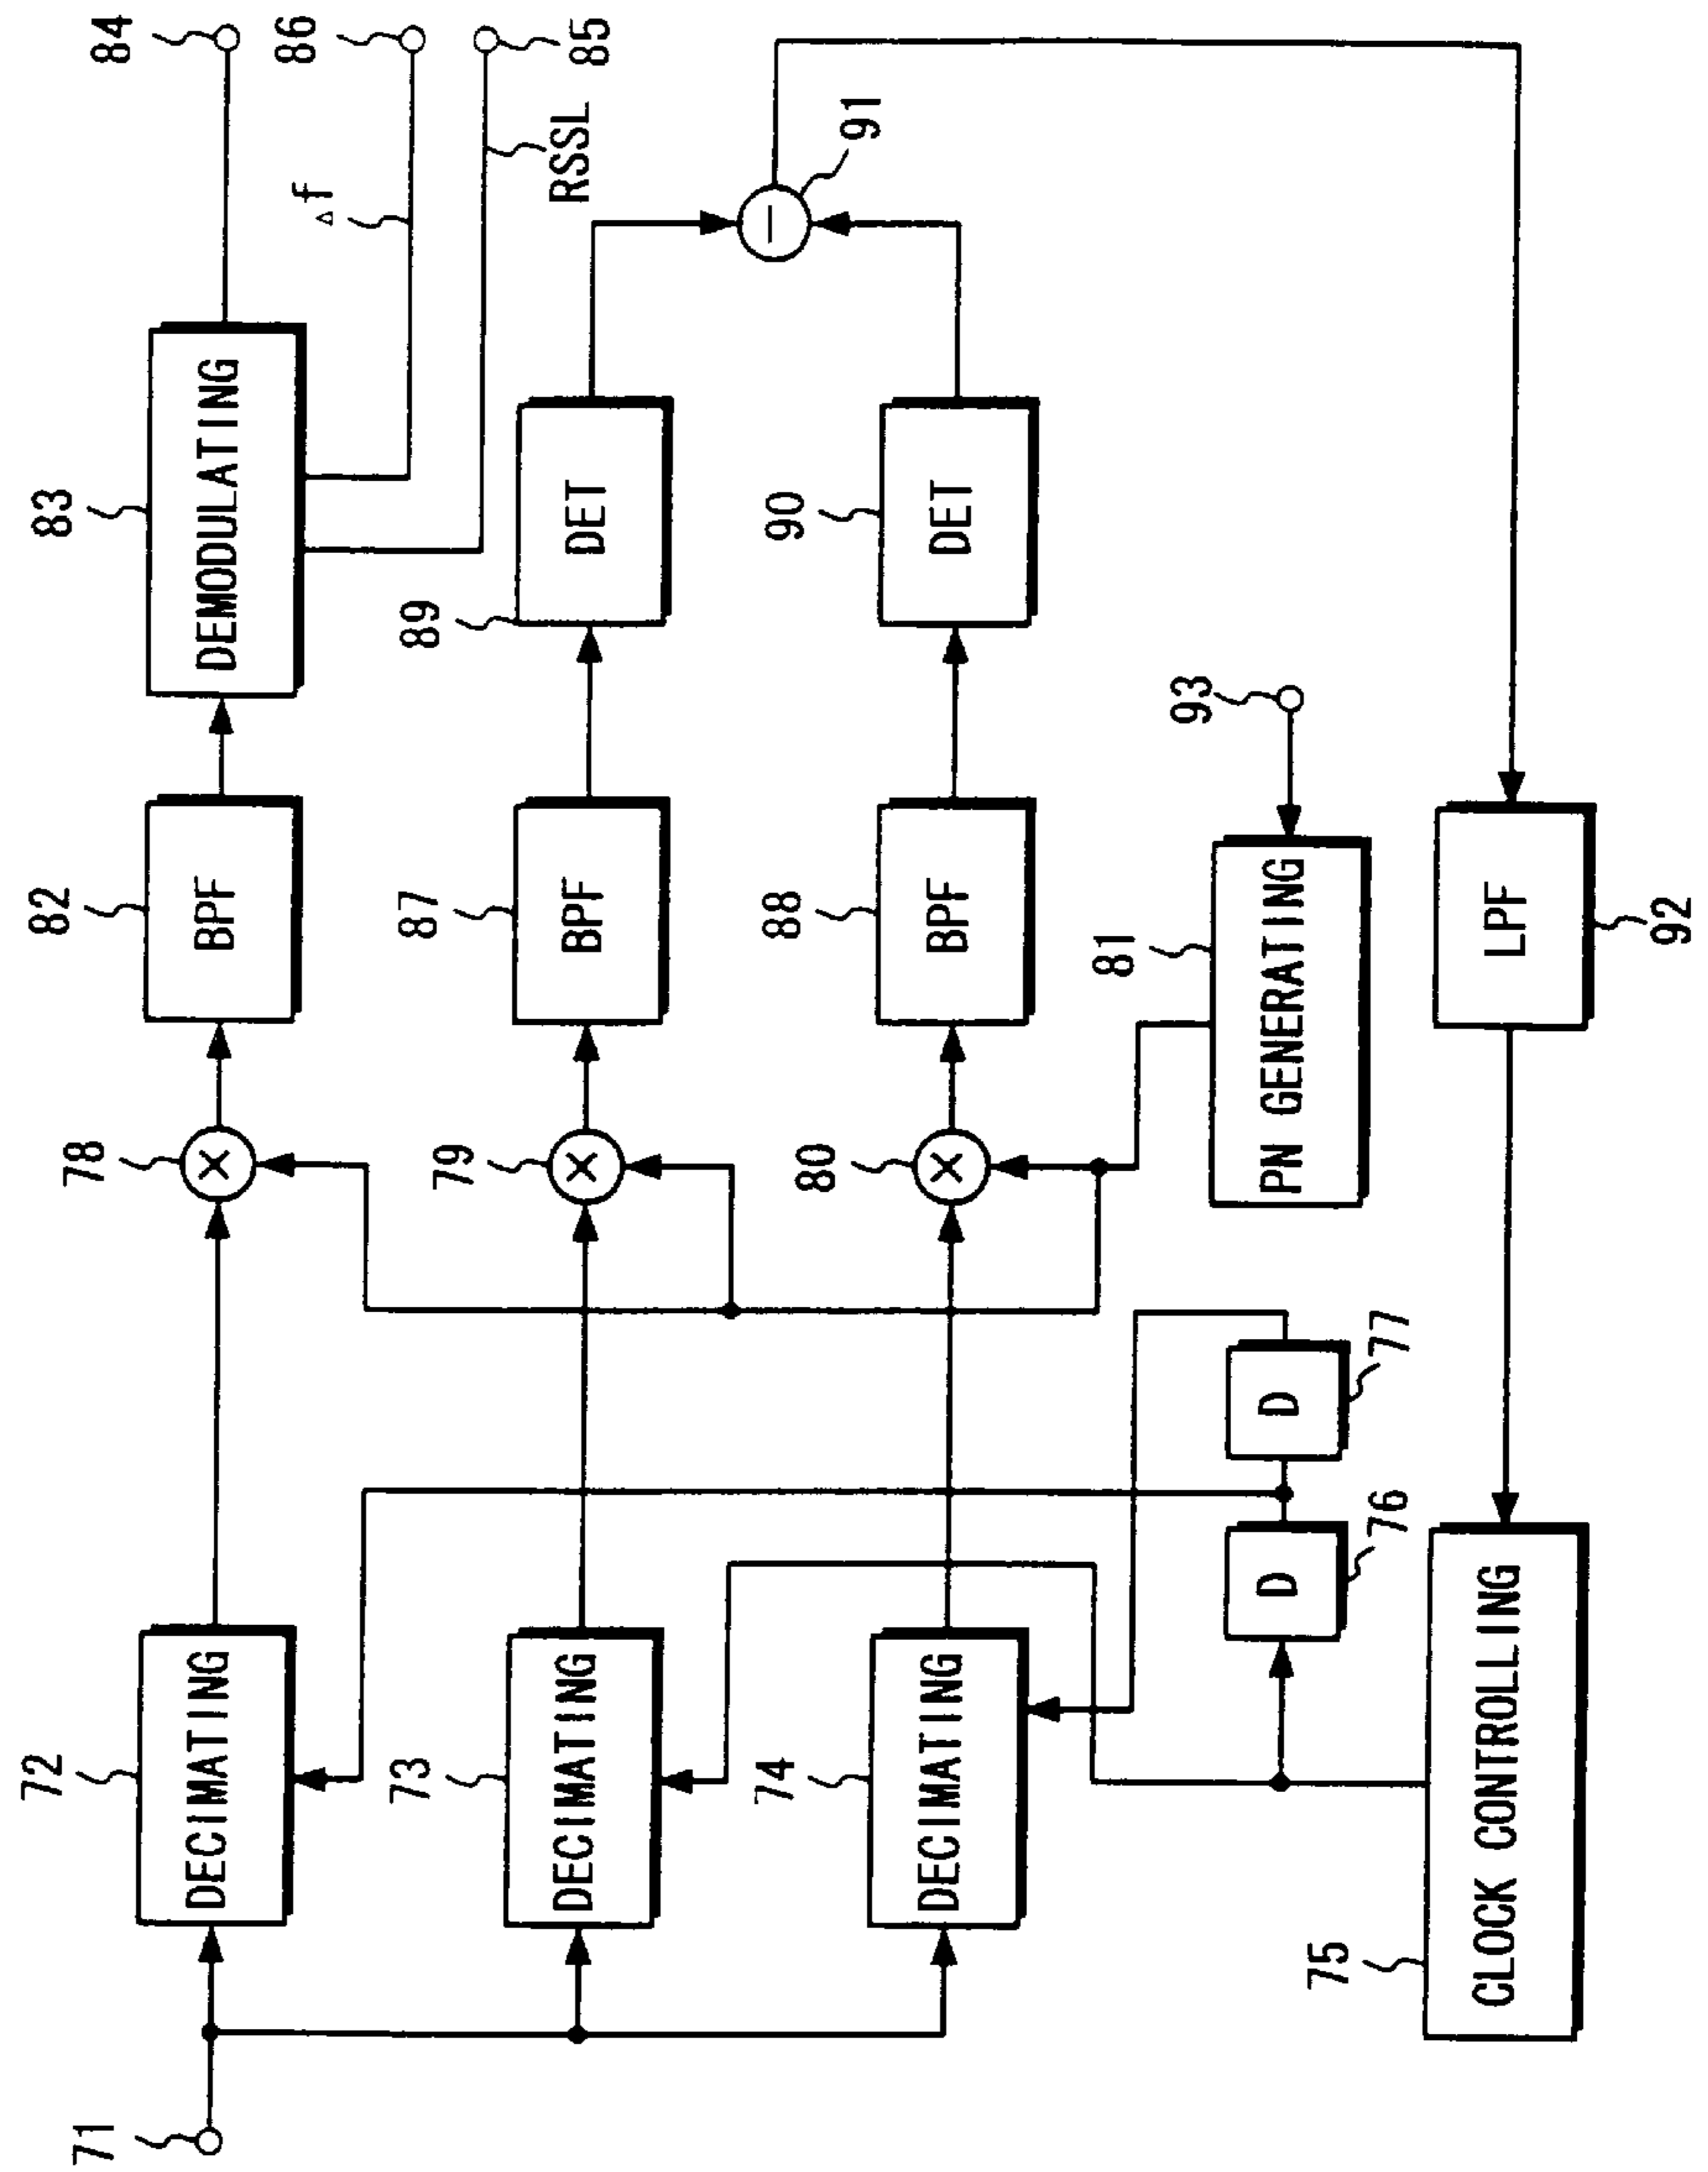 71
72
DECIMATING
78
82
BPF
83
DEMODULATING
84
△f
86
RSSL
85
73
DECIMATING
79
87
BPF
89
DET
91
74
DECIMATING
80
88
BPF
90
DET
76
D
77
D
81
PN GENERATING
93
75
CLOCK CONTROLLING
LPF
92